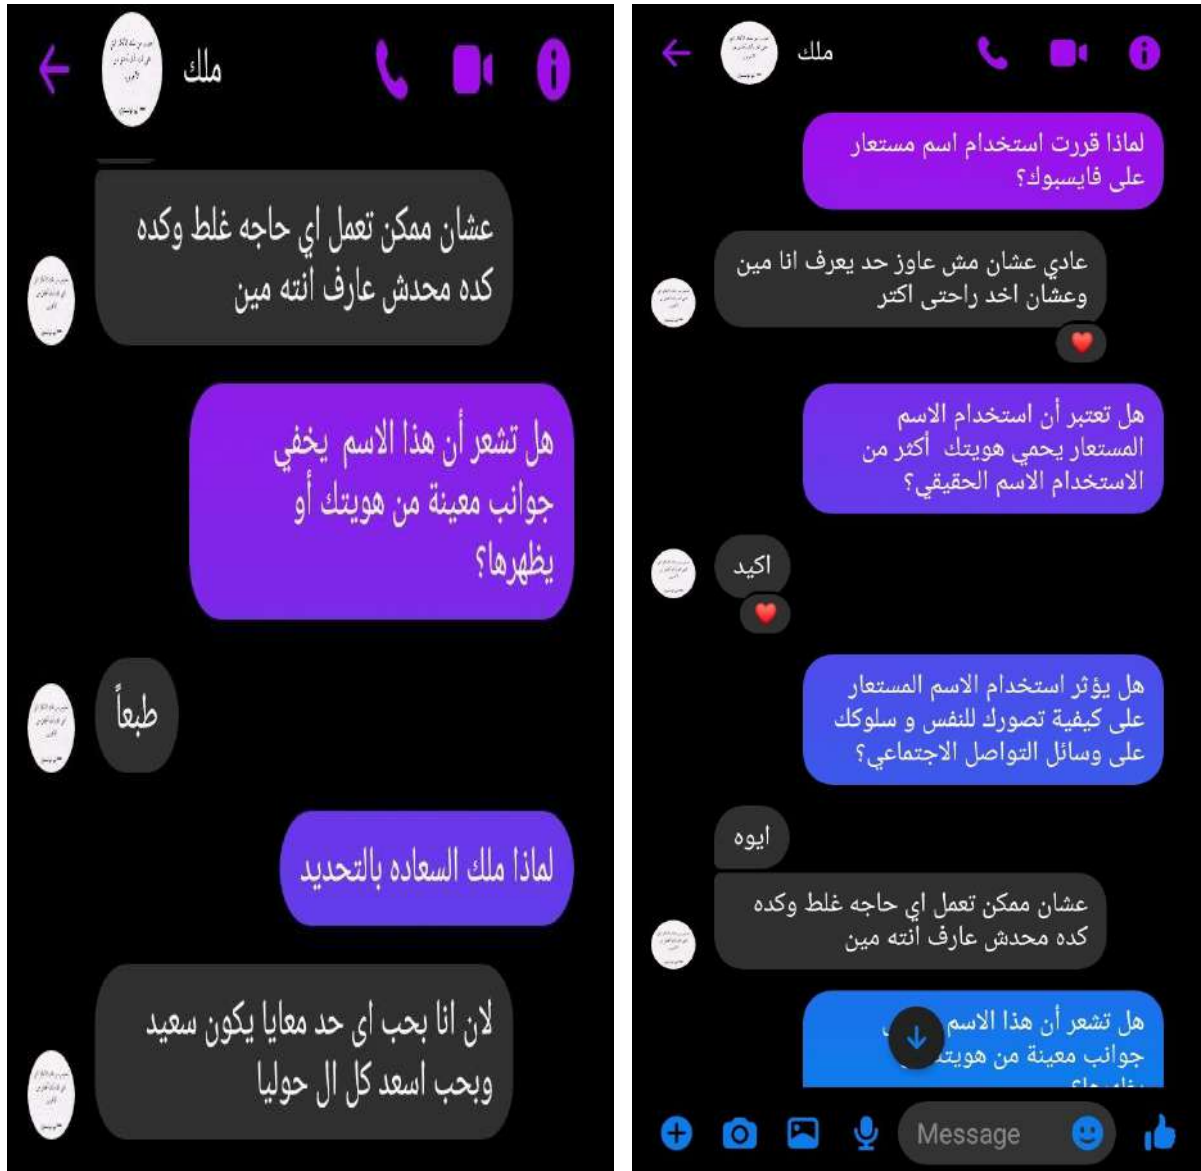 ملك
عشان ممكن تعمل اي حاجه غلط وكده
كده محدش عارف انته مين
هل تشعر أن هذا الاسم يخفي
جوانب معينة من هويتك أو
يظهرها؟
طبعاً
لماذا ملك السعاده بالتحديد
لان انا بحب اى حد معايا يكون سعيد
وبحب اسعد كل ال حوليا
ملك
لماذا قررت استخدام اسم مستعار
على فايسبوك؟
عادي عشان مش عاوز حد يعرف انا مين
وعشان اخد راحتى اكتر
هل تعتبر أن استخدام الاسم
المستعار يحمي هويتك أكثر من
الاستخدام الاسم الحقيقي؟
اكيد
هل يؤثر استخدام الاسم المستعار
على كيفية تصورك للنفس و سلوكك
على وسائل التواصل الاجتماعي؟
ايوه
عشان ممكن تعمل اي حاجه غلط وكده
كده محدش عارف انته مين
هل تشعر أن هذا الاسم
جوانب معينة من
Message